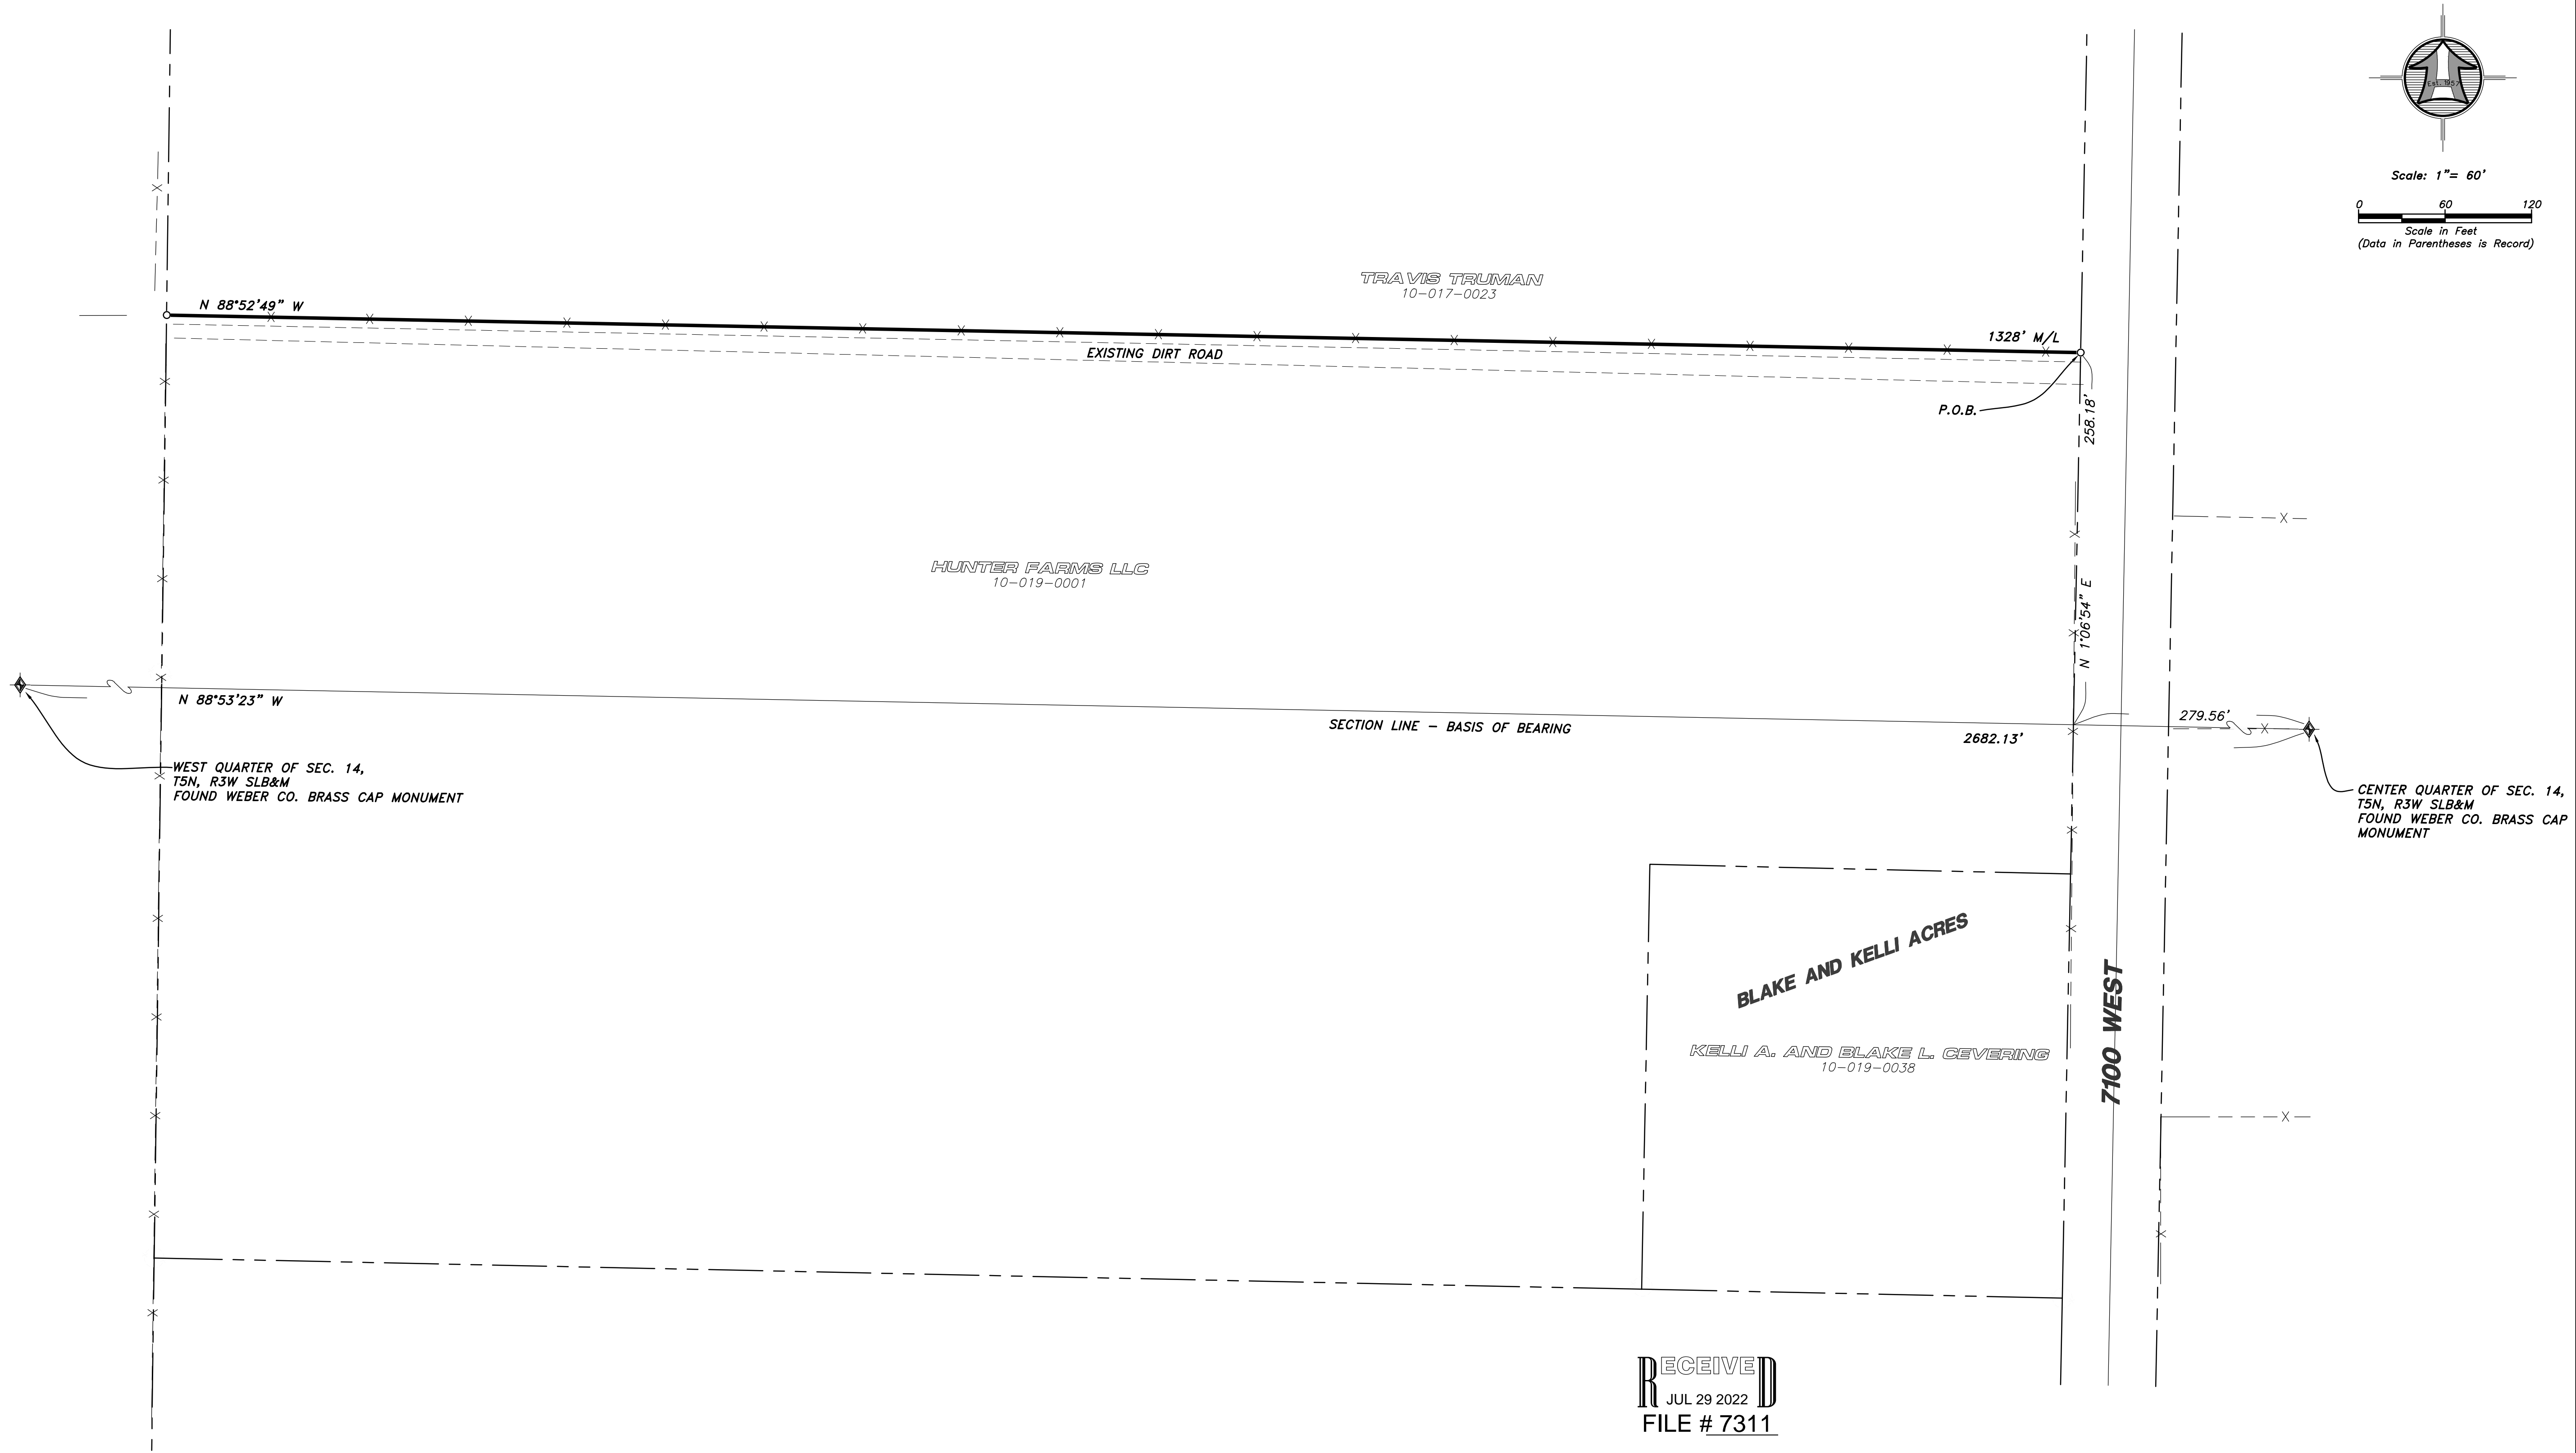 Est. 1957
Scale: 1"= 60'
0 60 120
Scale in Feet
(Data in Parentheses is Record)
TRAVIS TRUMAN
10-017-0023
N 88°52'49" W
1328' M/L
EXISTING DIRT ROAD
P.O.B.
258.18'
HUNTER FARMS LLC
10-019-0001
N 1°06'54" E
N 88°53'23" W
279.56'
SECTION LINE - BASIS OF BEARING
2682.13'
WEST QUARTER OF SEC. 14,
T5N, R3W SLB&M
FOUND WEBER CO. BRASS CAP MONUMENT
CENTER QUARTER OF SEC. 14,
T5N, R3W SLB&M
FOUND WEBER CO. BRASS CAP
MONUMENT
BLAKE AND KELLI ACRES
KELLI A. AND BLAKE L. CEVERING
10-019-0038
7100 WEST
RECEIVED
JUL 29 2022
FILE # 7311